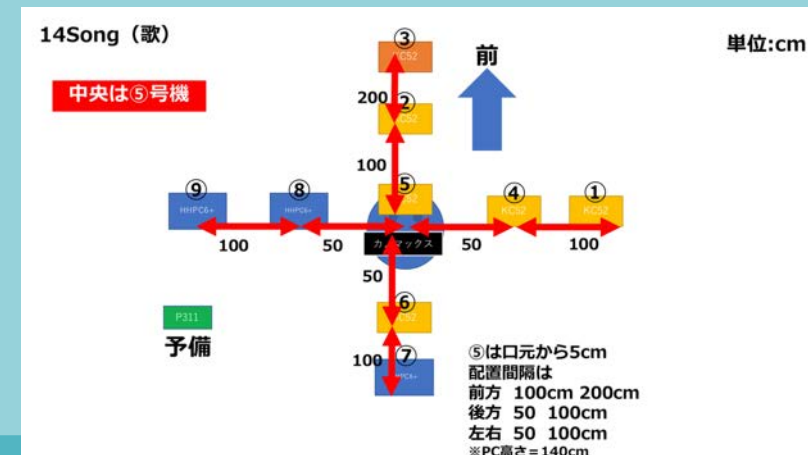 14Song（歌）
単位:cm
中央は⑤号機
③
前
200
②
100
⑤
⑨
HHPC6+
⑧
HHPC6+
④
KC52
①
KC52
100
50
カノマックス
50
100
50
⑥
P311
予備
100
⑦
⑤は口元から5cm
配置間隔は
前方 100cm 200cm
後方 50 100cm
左右 50 100cm
※PC高さ＝140cm